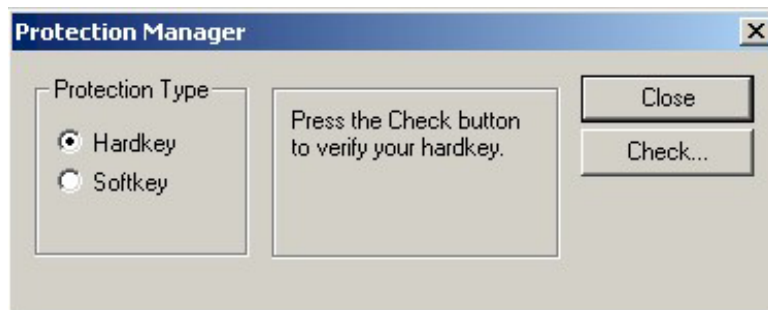 Protection Manager
Protection Type
Hardkey
Softkey
Press the Check button
to verify your hardkey.
Close
Check...